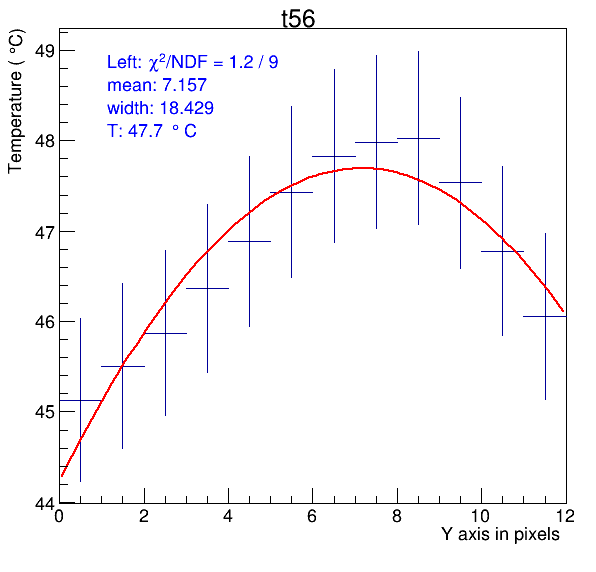 t56
Temperature ( °C)
Left: χ²/NDF = 1.2 / 9
mean: 7.157
width: 18.429
T: 47.7 ° C
49
48
47
46
45
44
0 2 4 6 8 10 12
Y axis in pixels